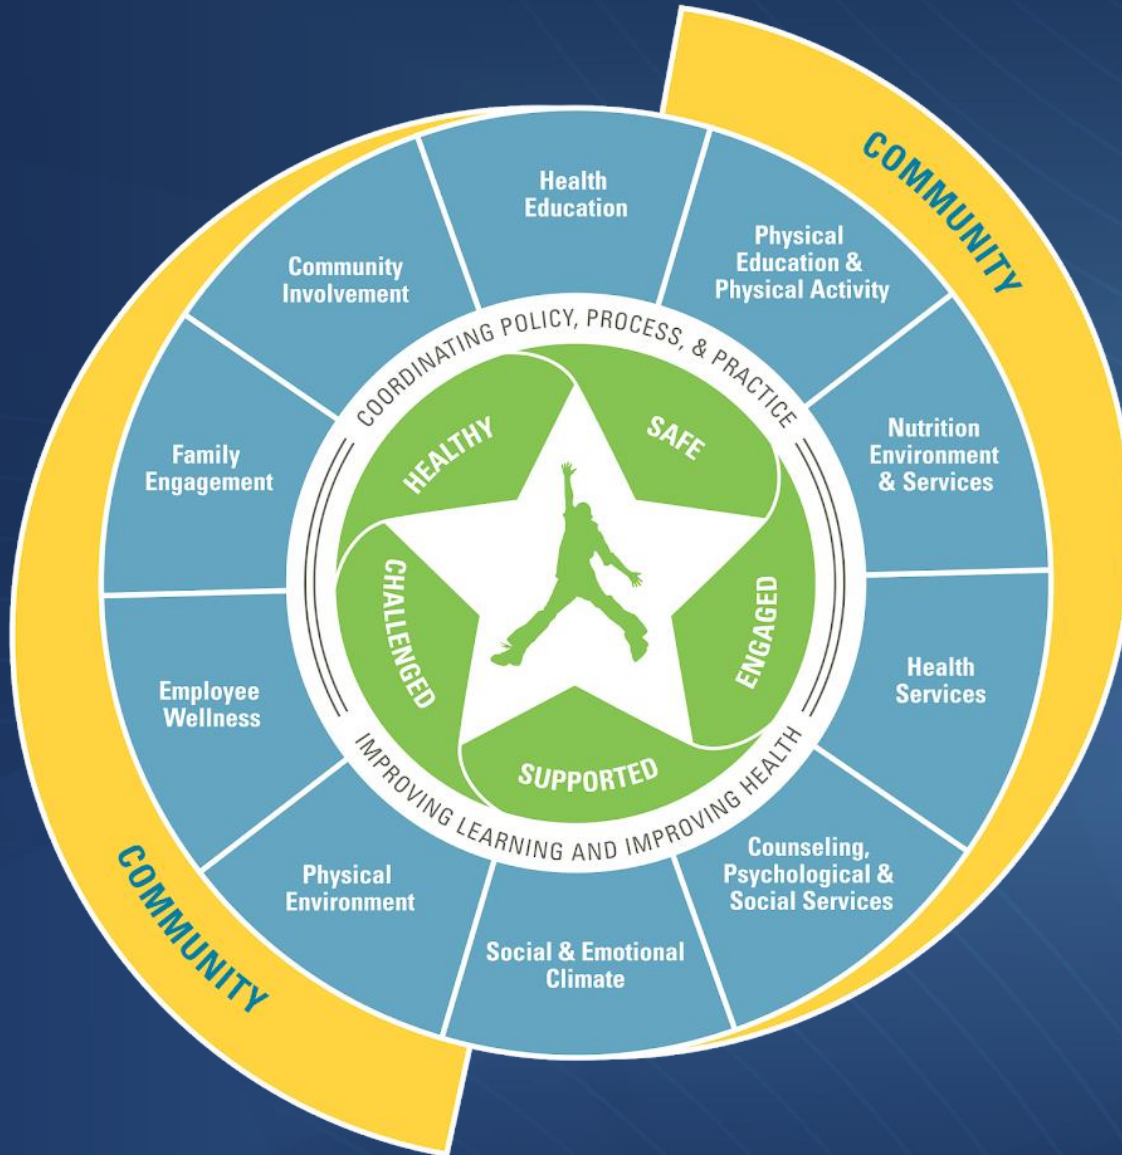 COMMUNITY
Health
Education
Physical
Education &
Physical Activity
Nutrition
Environment
& Services
Health
Services
Counseling,
Psychological &
Social Services
Social & Emotional
Climate
Physical
Environment
Employee
Wellness
Family
Engagement
Community
Involvement
COORDINATING POLICY, PROCESS, & PRACTICE
IMPROVING LEARNING AND IMPROVING HEALTH
HEALTHY
SAFE
ENGAGED
SUPPORTED
CHALLENGED
COMMUNITY